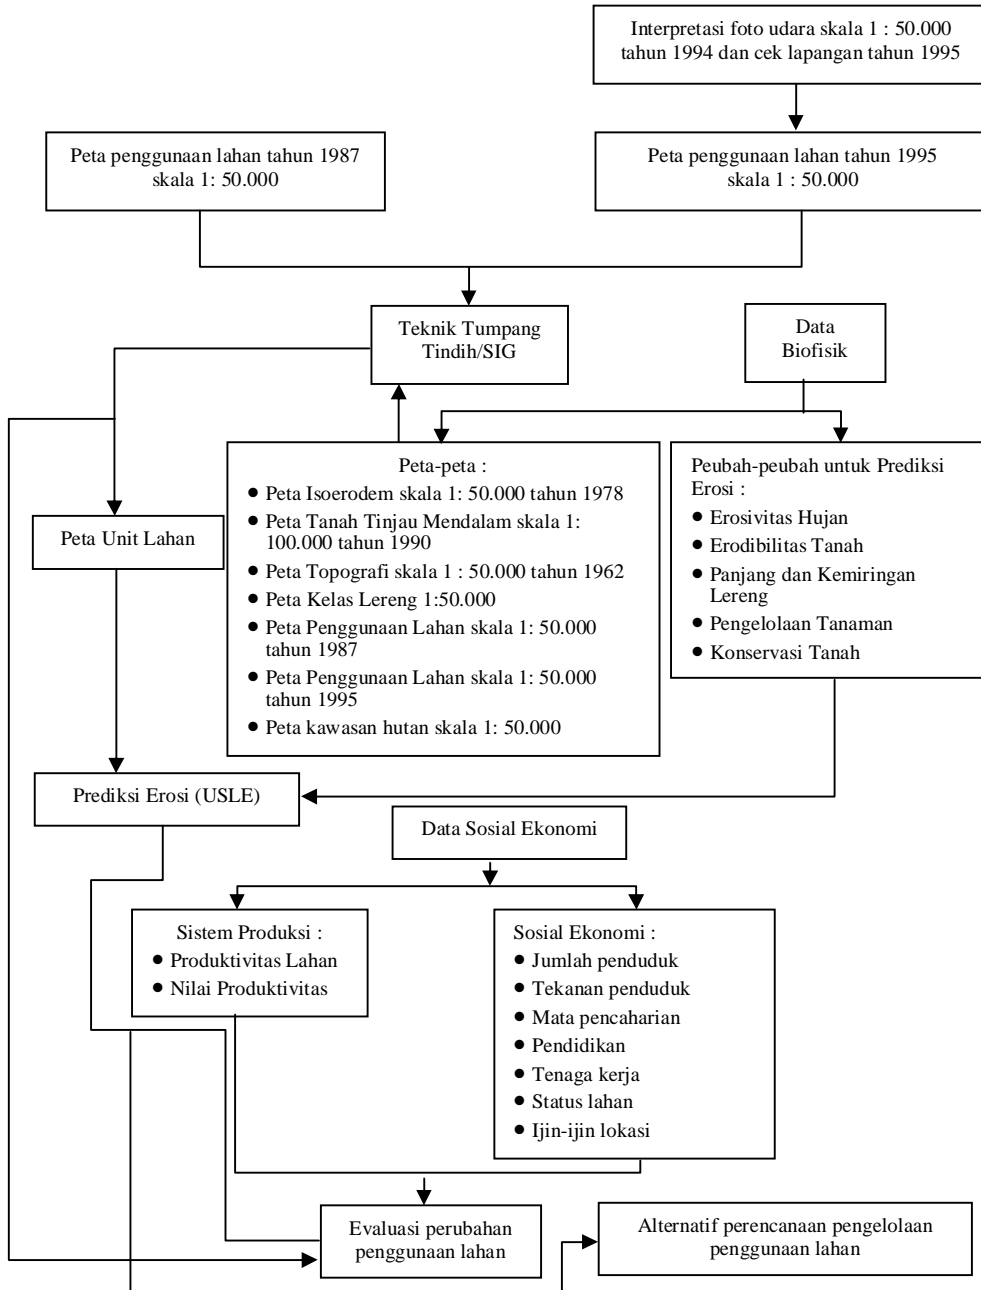 Interpretasi foto udara skala 1 : 50.000
tahun 1994 dan cek lapangan tahun 1995
Peta penggunaan lahan tahun 1987
skala 1: 50.000
Peta penggunaan lahan tahun 1995
skala 1 : 50.000
Teknik Tumpang
Tindih/SIG
Data
Biofisik
Peta-peta :
● Peta Isoerodem skala 1: 50.000 tahun 1978
● Peta Tanah Tinjau Mendalam skala 1:
100.000 tahun 1990
● Peta Topografi skala 1 : 50.000 tahun 1962
● Peta Kelas Lereng 1:50.000
● Peta Penggunaan Lahan skala 1: 50.000
tahun 1987
● Peta Penggunaan Lahan skala 1: 50.000
tahun 1995
● Peta kawasan hutan skala 1: 50.000
Peubah-peubah untuk Prediksi
Erosi :
● Erosivitas Hujan
● Erodibilitas Tanah
● Panjang dan Kemiringan
Lereng
● Pengelolaan Tanaman
● Konservasi Tanah
Peta Unit Lahan
Prediksi Erosi (USLE)
Data Sosial Ekonomi
Sistem Produksi :
● Produktivitas Lahan
● Nilai Produktivitas
Sosial Ekonomi :
● Jumlah penduduk
● Tekanan penduduk
● Mata pencaharian
● Pendidikan
● Tenaga kerja
● Status lahan
● Ijin-ijin lokasi
Evaluasi perubahan
penggunaan lahan
Alternatif perencanaan pengelolaan
penggunaan lahan